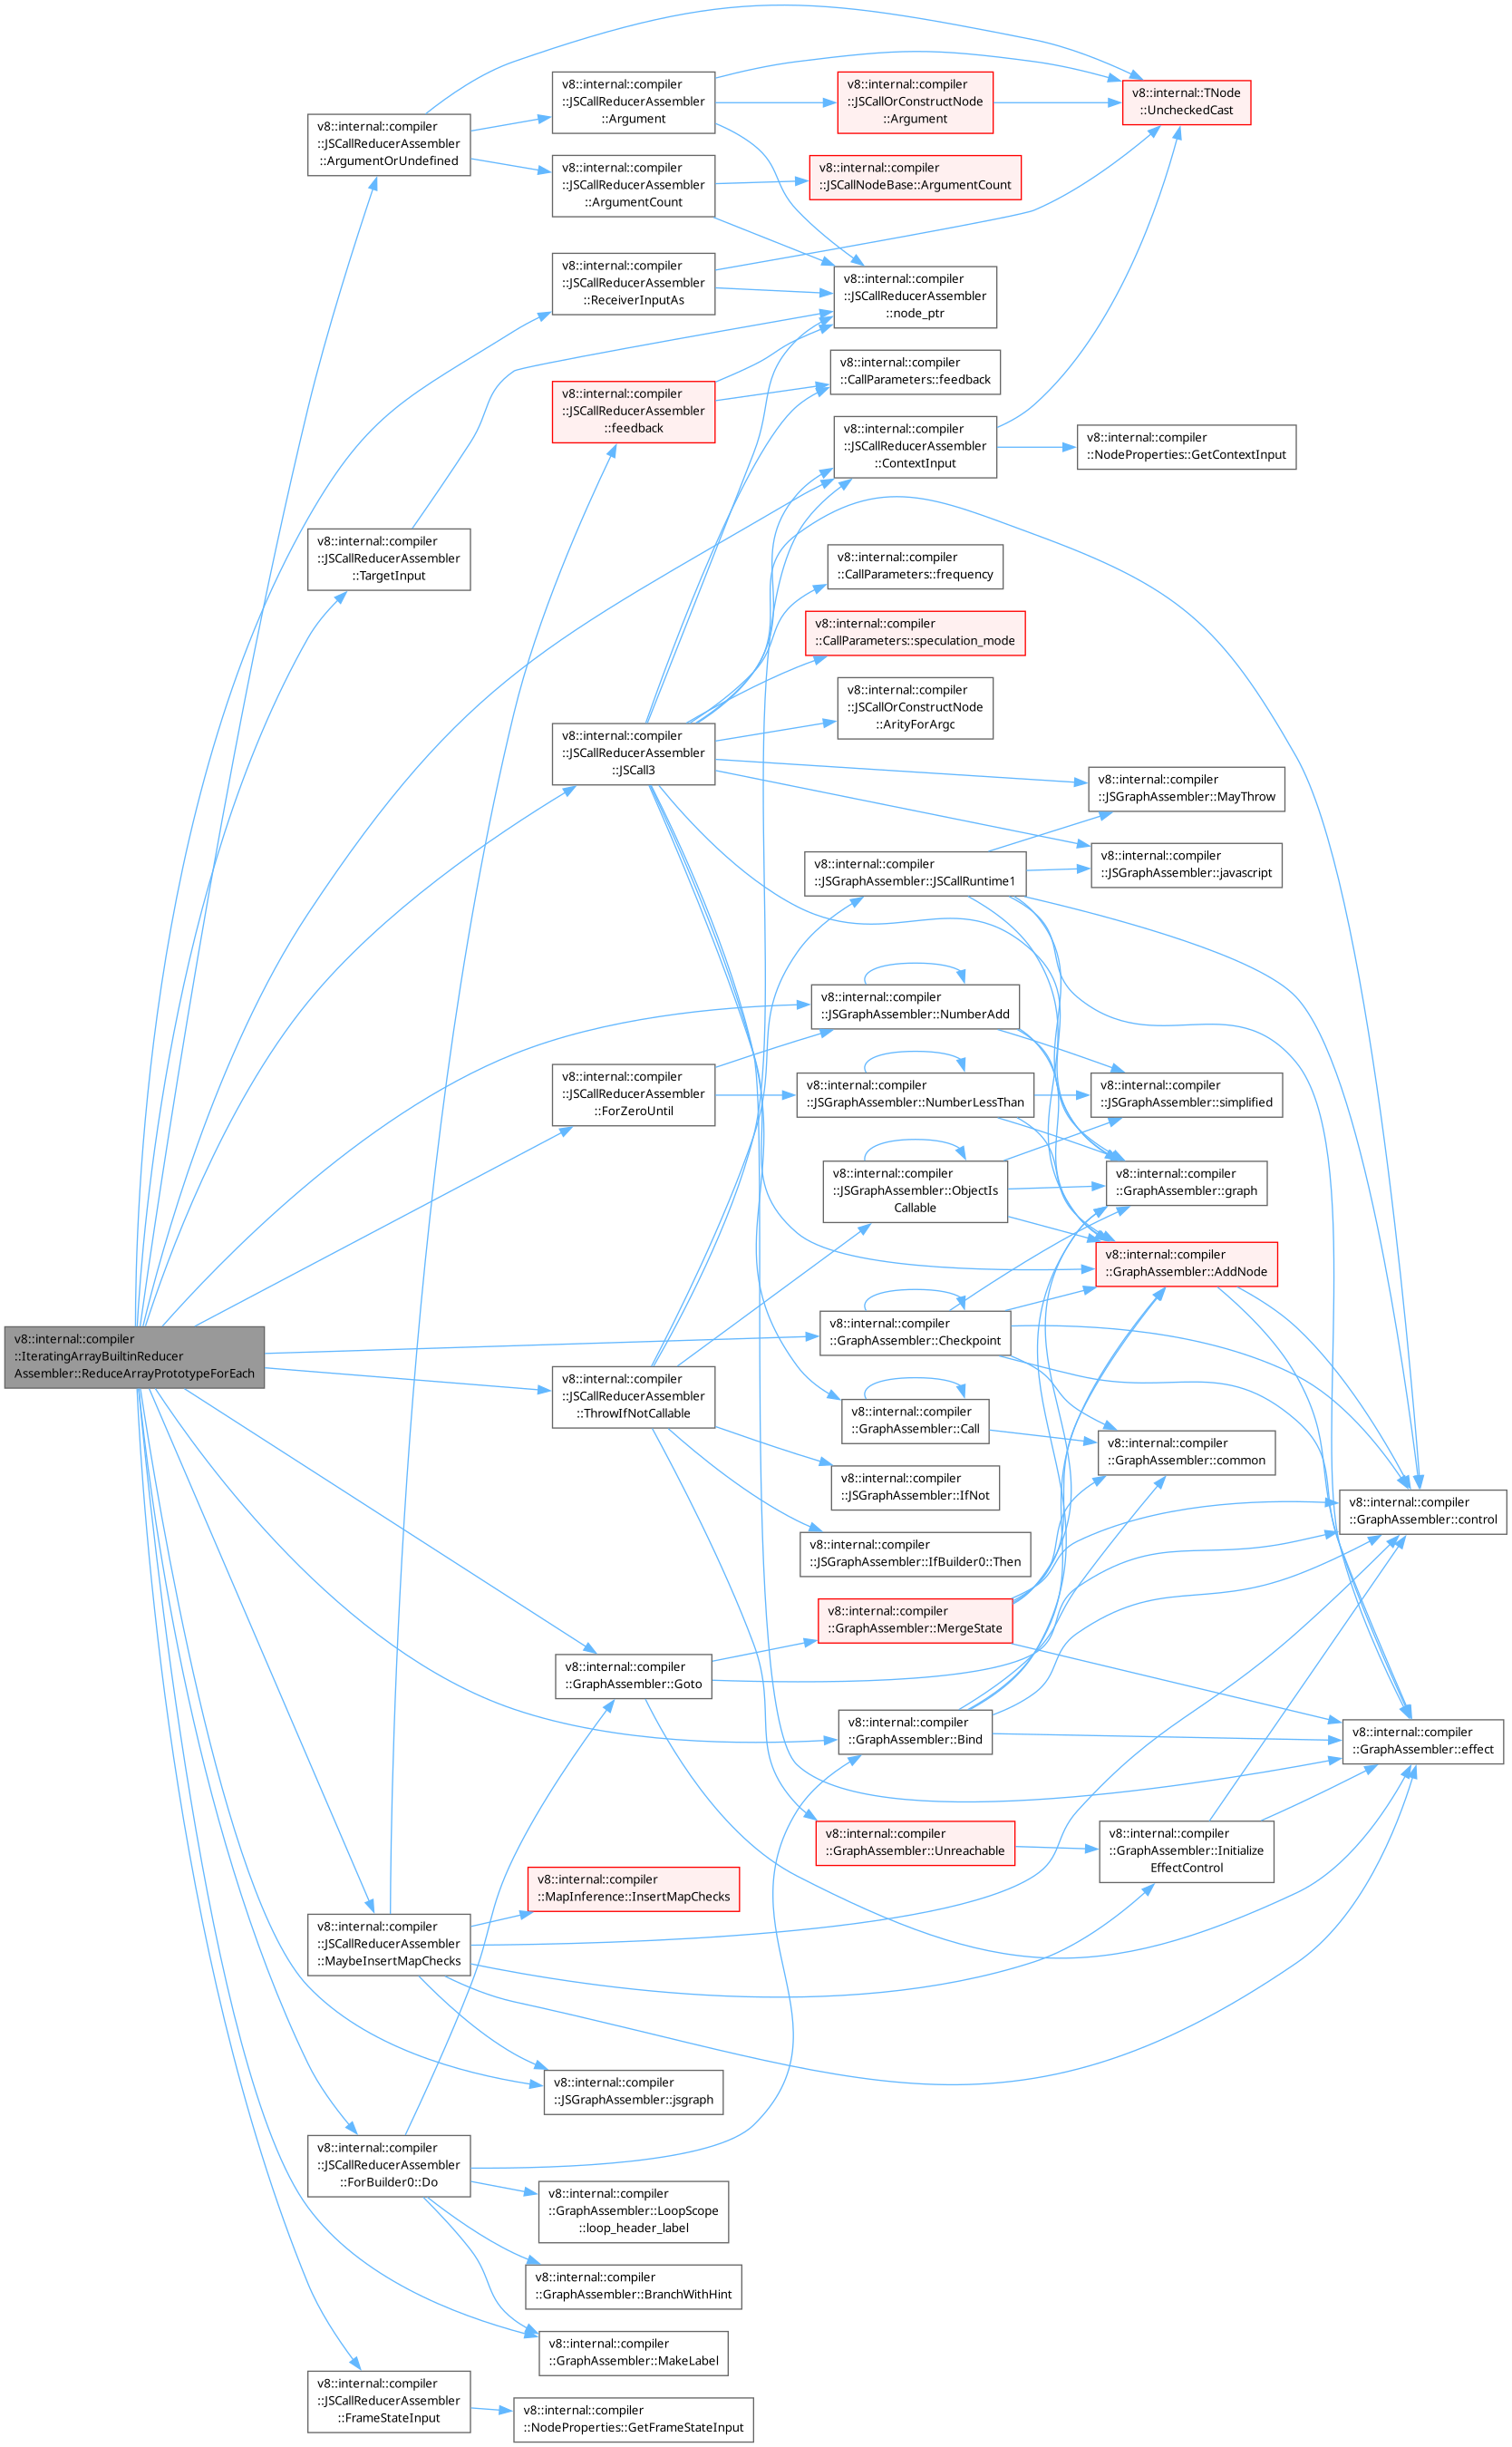 v8::internal::compiler
::IteratingArrayBuiltinReducer
Assembler::ReduceArrayPrototypeForEach
v8::internal::compiler
::JSCallReducerAssembler
::ArgumentOrUndefined
v8::internal::compiler
::JSCallReducerAssembler
::TargetInput
v8::internal::compiler
::JSCallReducerAssembler
::MaybeInsertMapChecks
v8::internal::compiler
::JSCallReducerAssembler
::ForBuilder0::Do
v8::internal::compiler
::JSCallReducerAssembler
::FrameStateInput
v8::internal::compiler
::JSCallReducerAssembler
::Argument
v8::internal::compiler
::JSCallReducerAssembler
::ArgumentCount
v8::internal::compiler
::JSCallReducerAssembler
::ReceiverInputAs
v8::internal::compiler
::JSCallReducerAssembler
::feedback
v8::internal::compiler
::JSCallReducerAssembler
::JSCall3
v8::internal::compiler
::JSCallReducerAssembler
::ForZeroUntil
v8::internal::compiler
::JSCallReducerAssembler
::ThrowIfNotCallable
v8::internal::compiler
::GraphAssembler::Goto
v8::internal::compiler
::MapInference::InsertMapChecks
v8::internal::compiler
::JSGraphAssembler::jsgraph
v8::internal::compiler
::GraphAssembler::LoopScope
::loop_header_label
v8::internal::compiler
::GraphAssembler::BranchWithHint
v8::internal::compiler
::GraphAssembler::MakeLabel
v8::internal::compiler
::NodeProperties::GetFrameStateInput
v8::internal::compiler
::JSCallOrConstructNode
::Argument
v8::internal::compiler
::JSCallNodeBase::ArgumentCount
v8::internal::compiler
::JSCallReducerAssembler
::node_ptr
v8::internal::compiler
::CallParameters::feedback
v8::internal::compiler
::JSCallReducerAssembler
::ContextInput
v8::internal::compiler
::CallParameters::frequency
v8::internal::compiler
::CallParameters::speculation_mode
v8::internal::compiler
::JSCallOrConstructNode
::ArityForArgc
v8::internal::compiler
::JSGraphAssembler::JSCallRuntime1
v8::internal::compiler
::JSGraphAssembler::NumberAdd
v8::internal::compiler
::JSGraphAssembler::NumberLessThan
v8::internal::compiler
::JSGraphAssembler::ObjectIs
Callable
v8::internal::compiler
::GraphAssembler::Checkpoint
v8::internal::compiler
::GraphAssembler::Call
v8::internal::compiler
::JSGraphAssembler::IfNot
v8::internal::compiler
::JSGraphAssembler::IfBuilder0::Then
v8::internal::compiler
::GraphAssembler::MergeState
v8::internal::compiler
::GraphAssembler::Bind
v8::internal::compiler
::GraphAssembler::Unreachable
v8::internal::TNode
::UncheckedCast
v8::internal::compiler
::NodeProperties::GetContextInput
v8::internal::compiler
::JSGraphAssembler::MayThrow
v8::internal::compiler
::JSGraphAssembler::javascript
v8::internal::compiler
::JSGraphAssembler::simplified
v8::internal::compiler
::GraphAssembler::graph
v8::internal::compiler
::GraphAssembler::AddNode
v8::internal::compiler
::GraphAssembler::common
v8::internal::compiler
::GraphAssembler::Initialize
EffectControl
v8::internal::compiler
::GraphAssembler::control
v8::internal::compiler
::GraphAssembler::effect